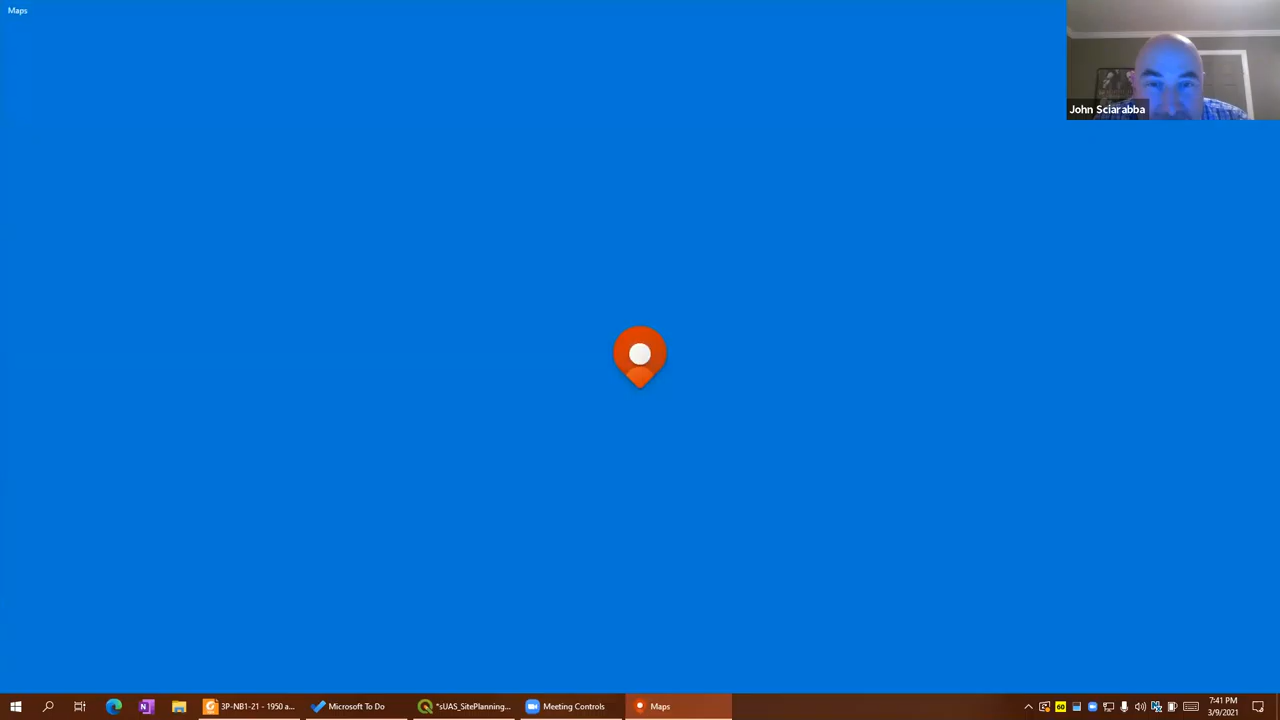 Maps
John Sciarabba
3P-NB1-21 - 1950 a...
Microsoft To Do
*sUAS_SitePlanning...
Meeting Controls
Maps
60
7:41 PM
3/9/2021